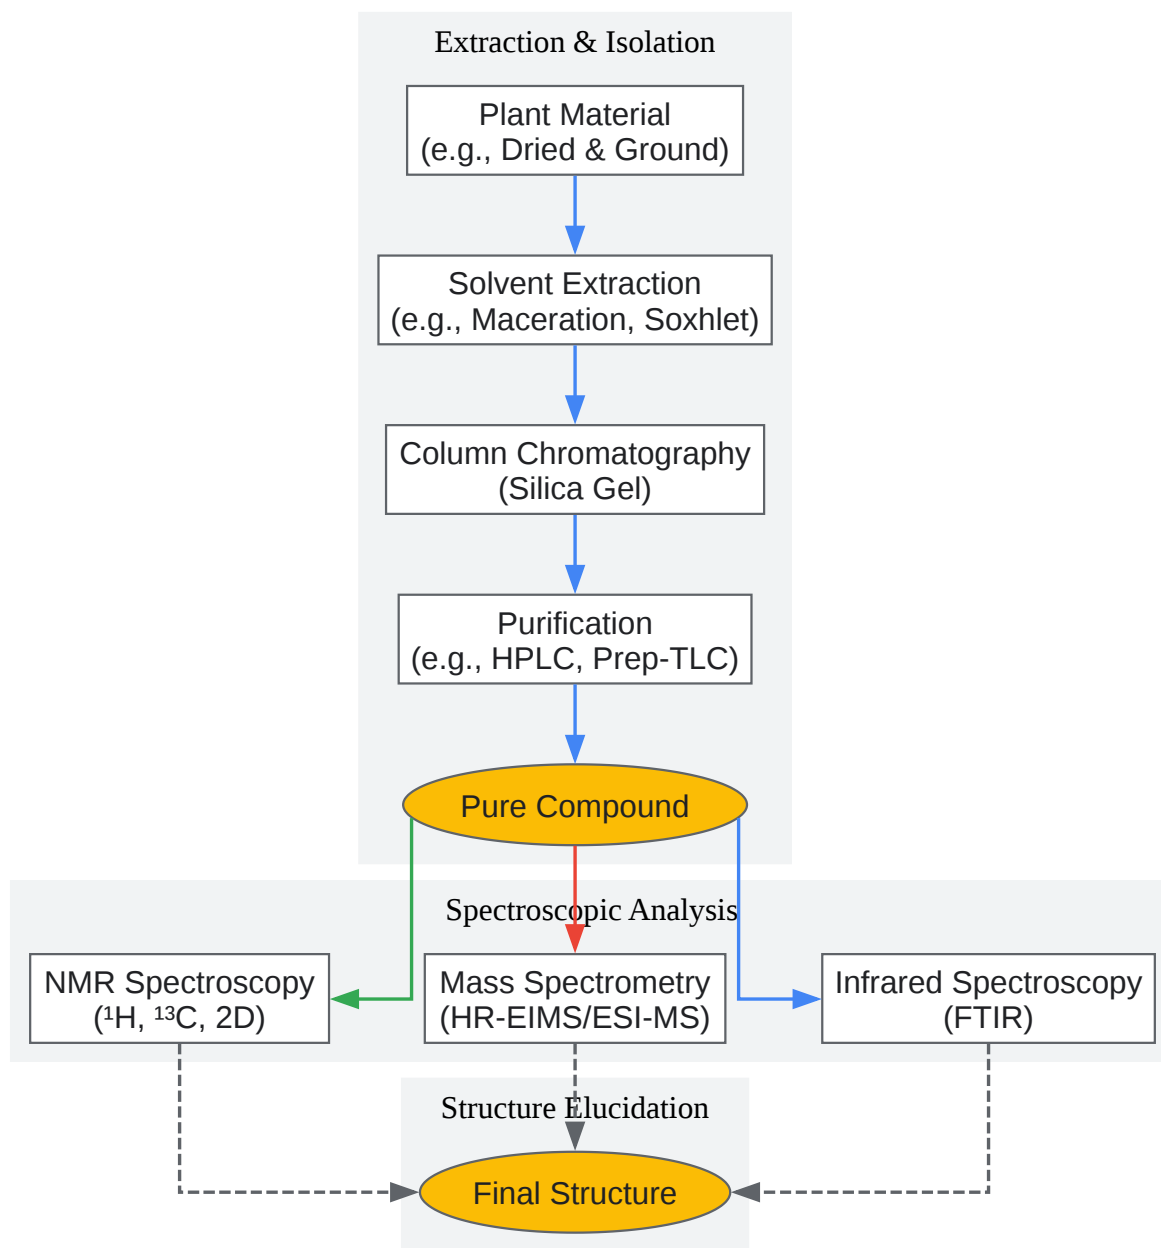 Extraction & Isolation
Plant Material
(e.g., Dried & Ground)
Solvent Extraction
(e.g., Maceration, Soxhlet)
Column Chromatography
(Silica Gel)
Purification
(e.g., HPLC, Prep-TLC)
Pure Compound
Spectroscopic Analysis
NMR Spectroscopy
(¹H, ¹³C, 2D)
Mass Spectrometry
(HR-EIMS/ESI-MS)
Infrared Spectroscopy
(FTIR)
Structure Elucidation
Final Structure